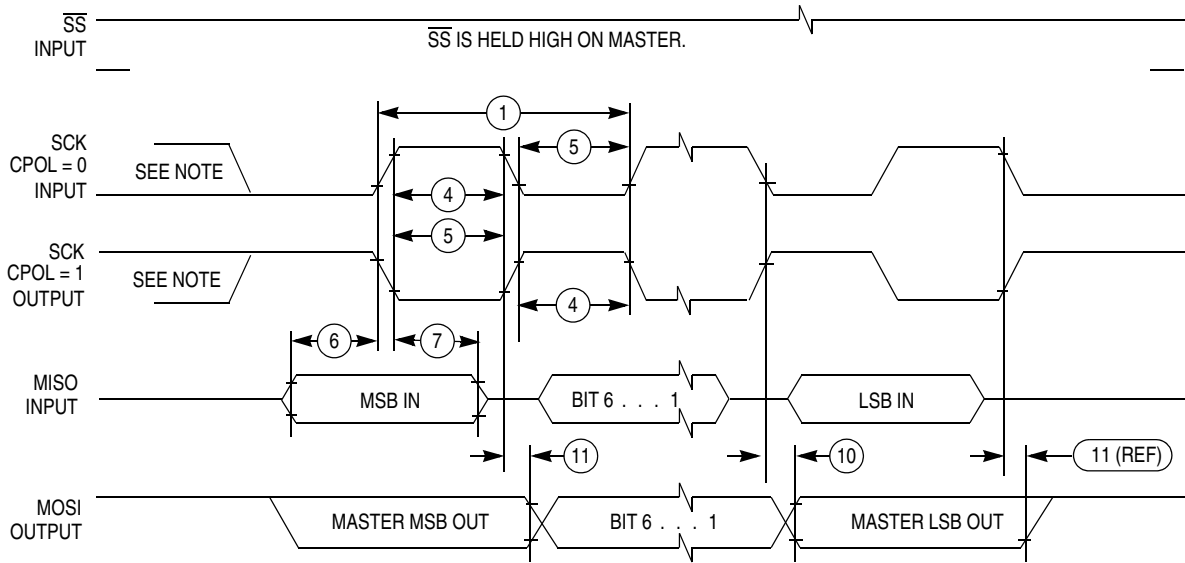 SS
INPUT
SS IS HELD HIGH ON MASTER.
1
SCK
CPOL = 0
INPUT
SEE NOTE
5
4
5
SCK
CPOL = 1
OUTPUT
SEE NOTE
4
6
7
MISO
INPUT
MSB IN
BIT 6 . . . 1
LSB IN
11
10
11 (REF)
MOSI
OUTPUT
MASTER MSB OUT
BIT 6 . . . 1
MASTER LSB OUT